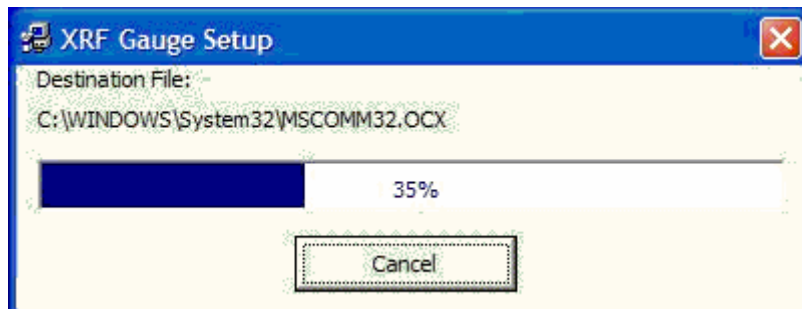 XRF Gauge Setup
Destination File:
C:\WINDOWS\System32\MSCOMM32.OCX
35%
Cancel